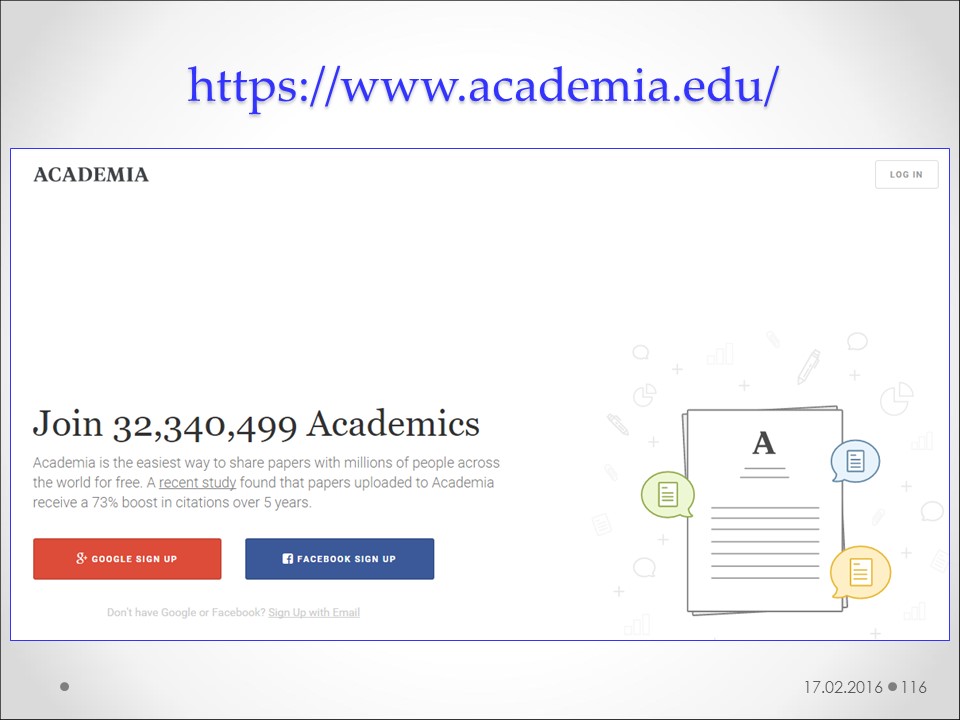 https://www.academia.edu/
ACADEMIA
LOG IN
Join 32,340,499 Academics
Academia is the easiest way to share papers with millions of people across
the world for free. A recent study found that papers uploaded to Academia
receive a 73% boost in citations over 5 years.
A
g+ GOOGLE SIGN UP
f FACEBOOK SIGN UP
Don't have Google or Facebook? Sign Up with Email
17.02.2016 116